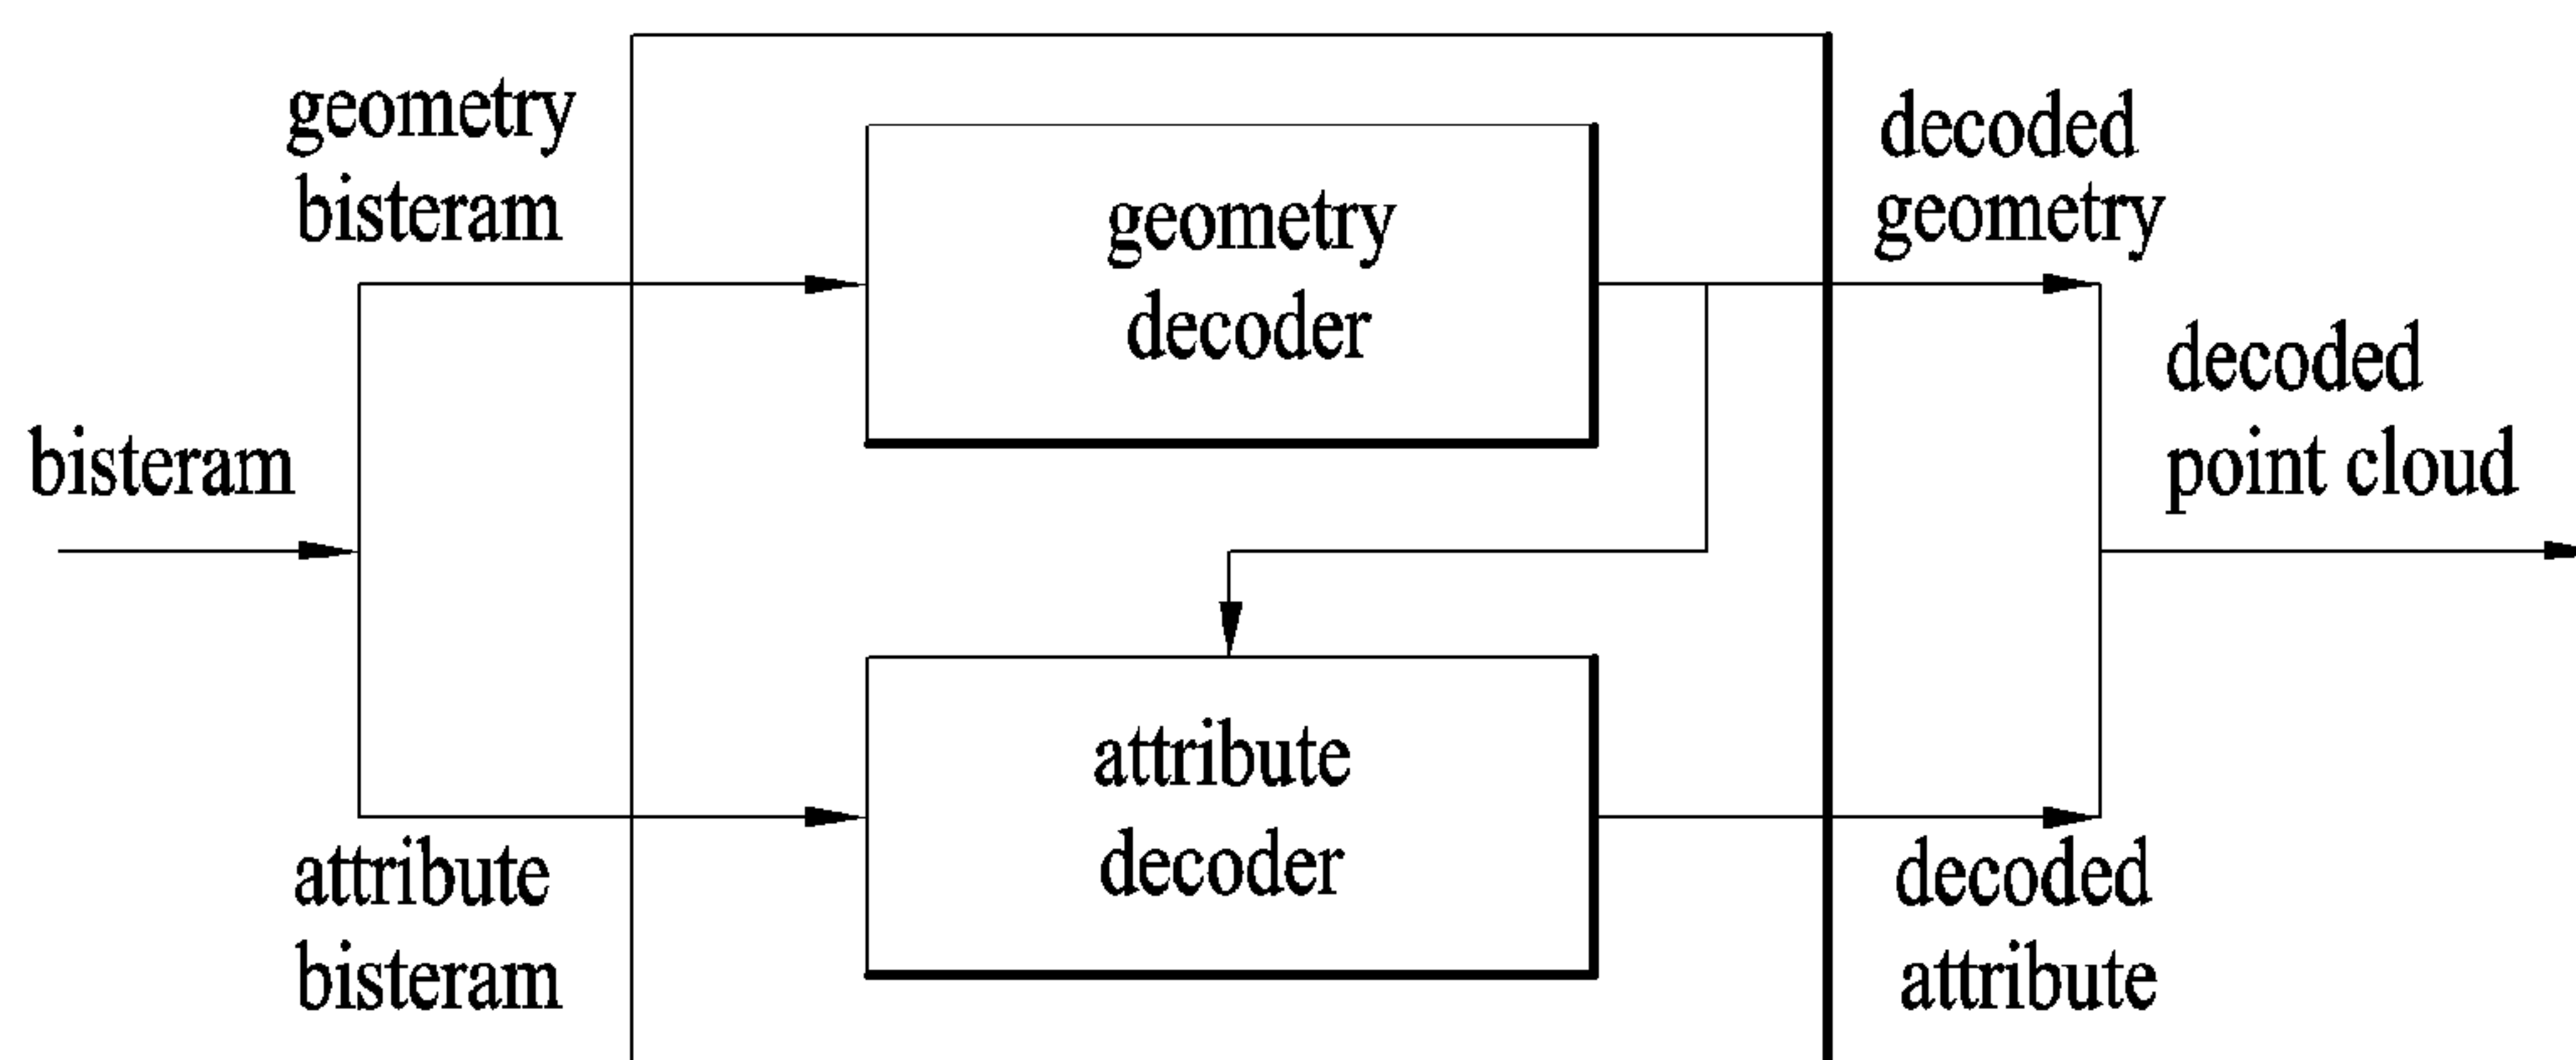 geometry
bisteram
bisteram
attribute
bisteram
geometry
decoder
attribute
decoder
decoded
geometry
decoded
point cloud
decoded
attribute